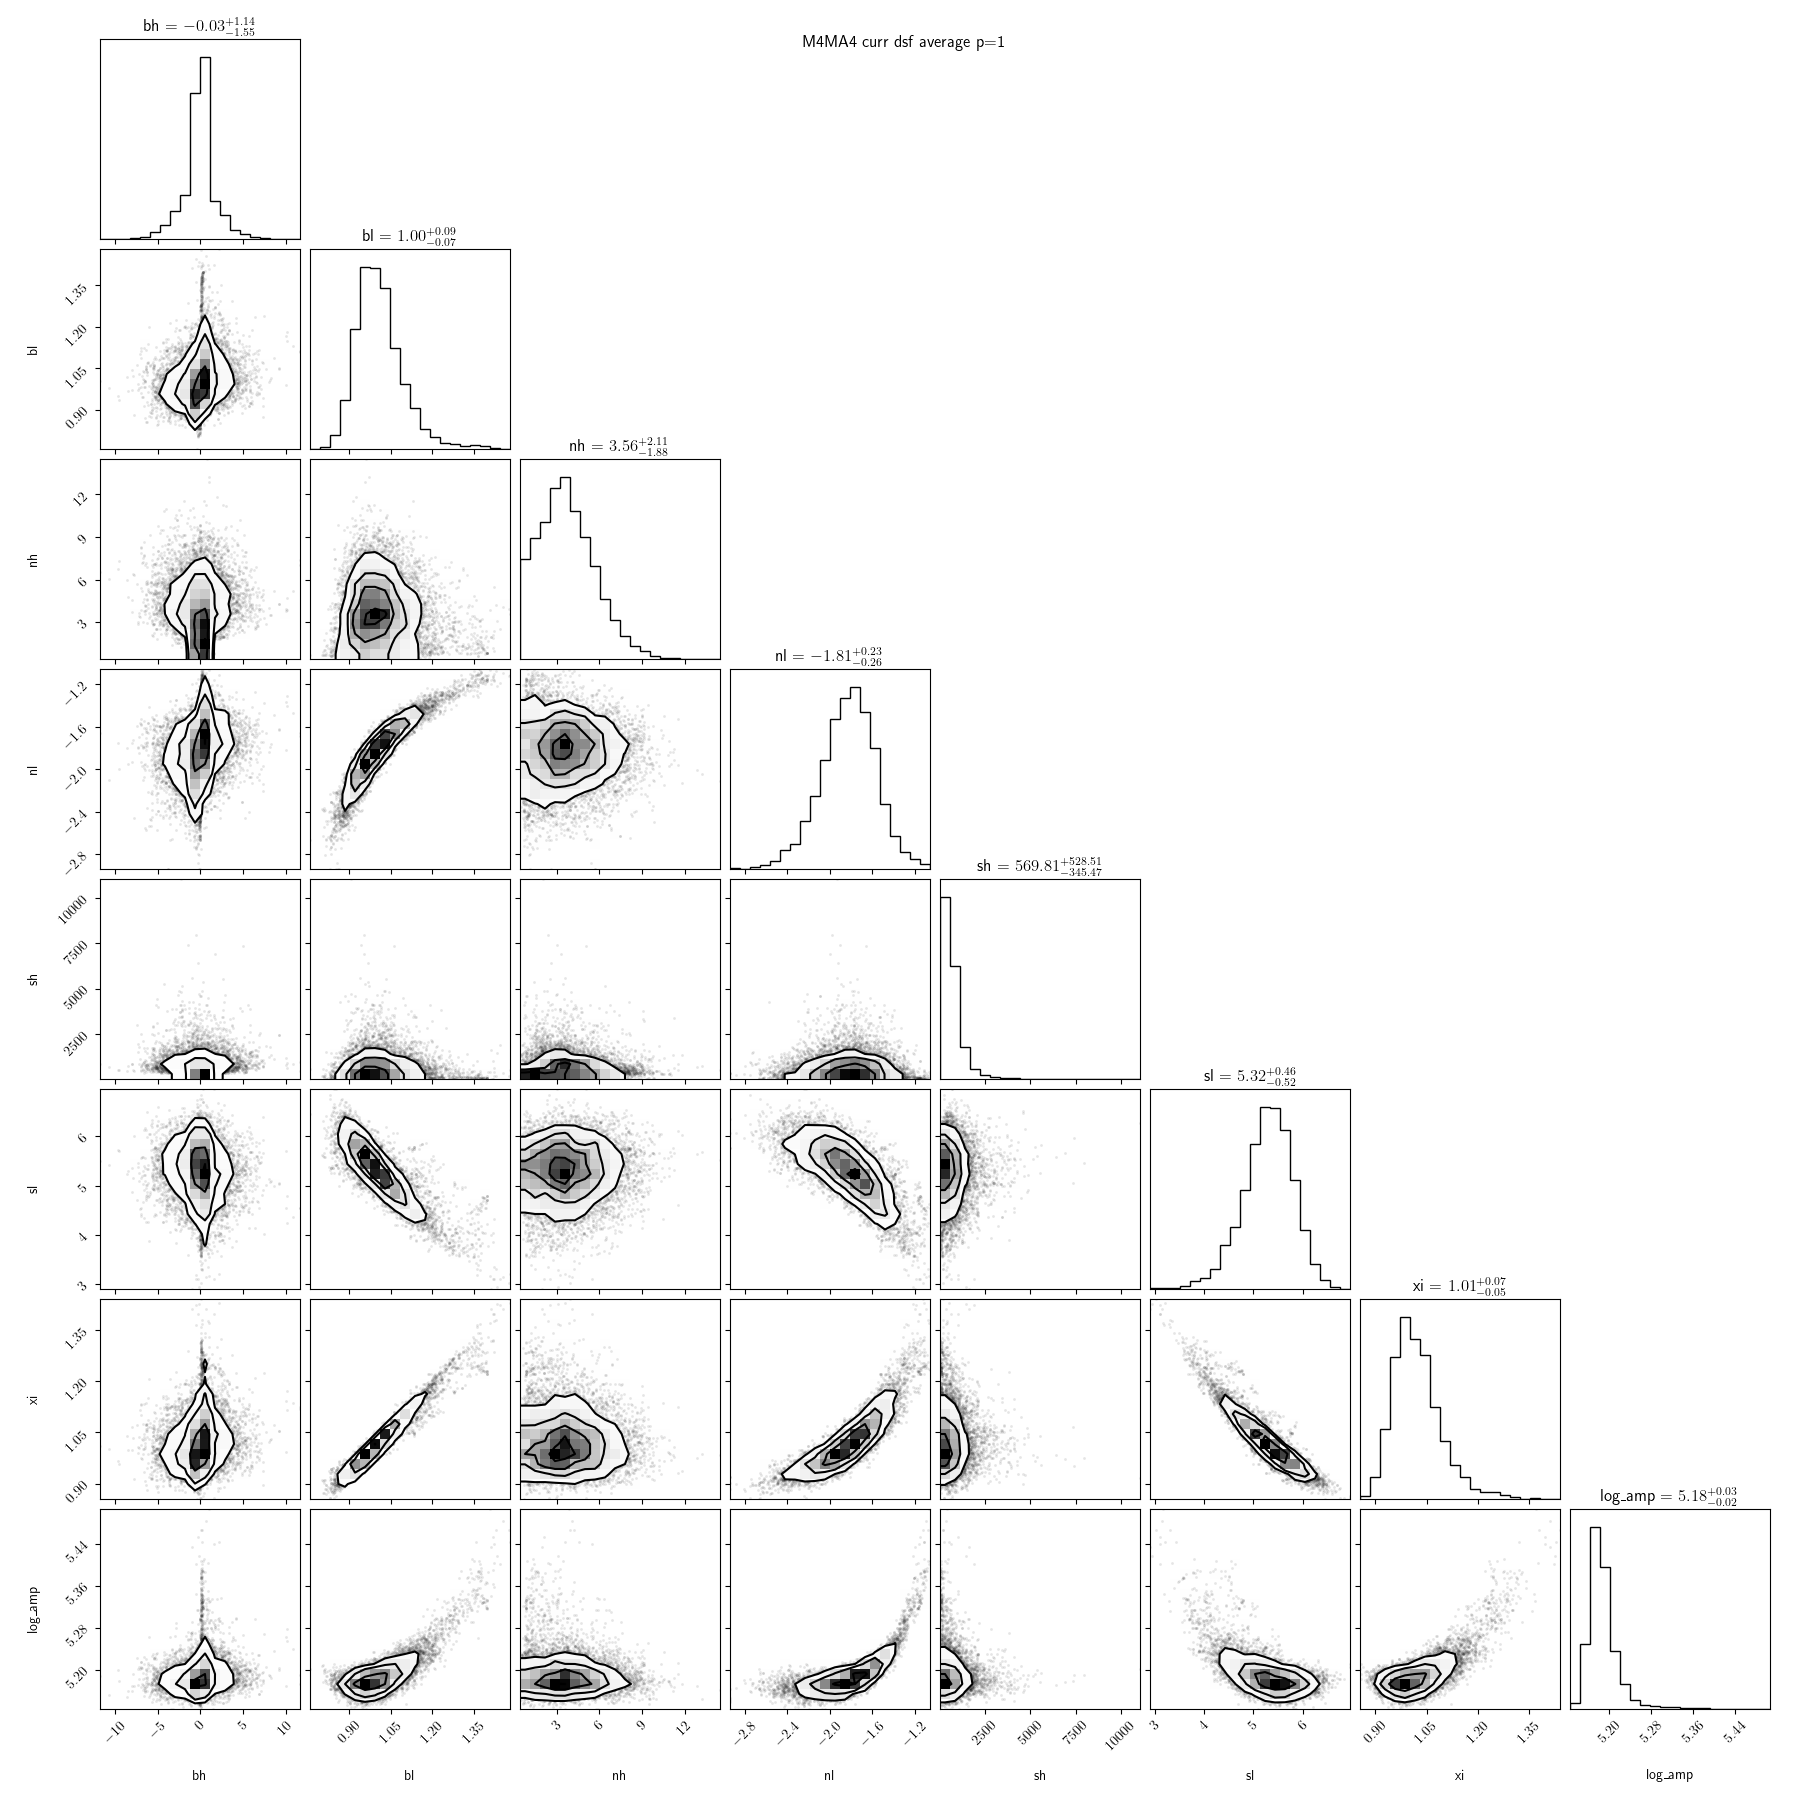 M4MA4 curr dsf average p=1
bh = −0.03+1.14−1.55
bl = 1.00+0.09−0.07
nh = 3.56+2.11−1.88
nl = −1.81+0.23−0.26
sh = 569.81+528.51−345.47
sl = 5.32+0.46−0.52
xi = 1.01+0.07−0.05
log_amp = 5.18+0.03−0.02
bl
1.35
1.20
1.05
0.90
nh
12
9
6
3
nl
−1.2
−1.6
−2.0
−2.4
−2.8
sh
10000
7500
5000
2500
sl
6
5
4
3
xi
1.35
1.20
1.05
0.90
log_amp
5.44
5.36
5.28
5.20
−10 −5 0 5 10
0.90 1.05 1.20 1.35
3 6 9 12
−2.8 −2.4 −2.0 −1.6 −1.2
2500 5000 7500 10000
3 4 5 6
0.90 1.05 1.20 1.35
5.20 5.28 5.36 5.44
bh bl nh nl sh sl xi log_amp